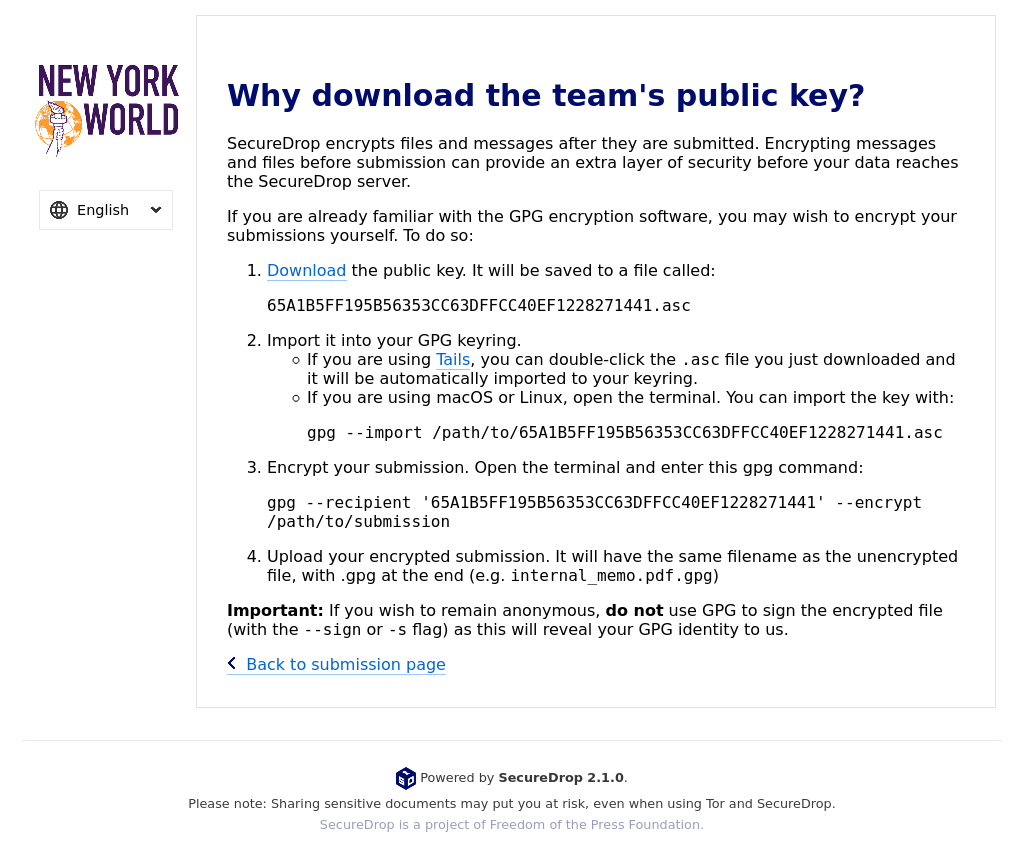 NEW YORK
WORLD
English
Why download the team's public key?
SecureDrop encrypts files and messages after they are submitted. Encrypting messages
and files before submission can provide an extra layer of security before your data reaches
the SecureDrop server.
If you are already familiar with the GPG encryption software, you may wish to encrypt your
submissions yourself. To do so:
1. Download the public key. It will be saved to a file called:
65A1B5FF195B56353CC63DFFCC40EF1228271441.asc
2. Import it into your GPG keyring.
If you are using Tails, you can double-click the .asc file you just downloaded and
it will be automatically imported to your keyring.
If you are using macOS or Linux, open the terminal. You can import the key with:
gpg --import /path/to/65A1B5FF195B56353CC63DFFCC40EF1228271441.asc
3. Encrypt your submission. Open the terminal and enter this gpg command:
gpg --recipient '65A1B5FF195B56353CC63DFFCC40EF1228271441' --encrypt
/path/to/submission
4. Upload your encrypted submission. It will have the same filename as the unencrypted
file, with .gpg at the end (e.g. internal_memo.pdf.gpg)
Important: If you wish to remain anonymous, do not use GPG to sign the encrypted file
(with the --sign or -s flag) as this will reveal your GPG identity to us.
Back to submission page
Powered by SecureDrop 2.1.0.
Please note: Sharing sensitive documents may put you at risk, even when using Tor and SecureDrop.
SecureDrop is a project of Freedom of the Press Foundation.